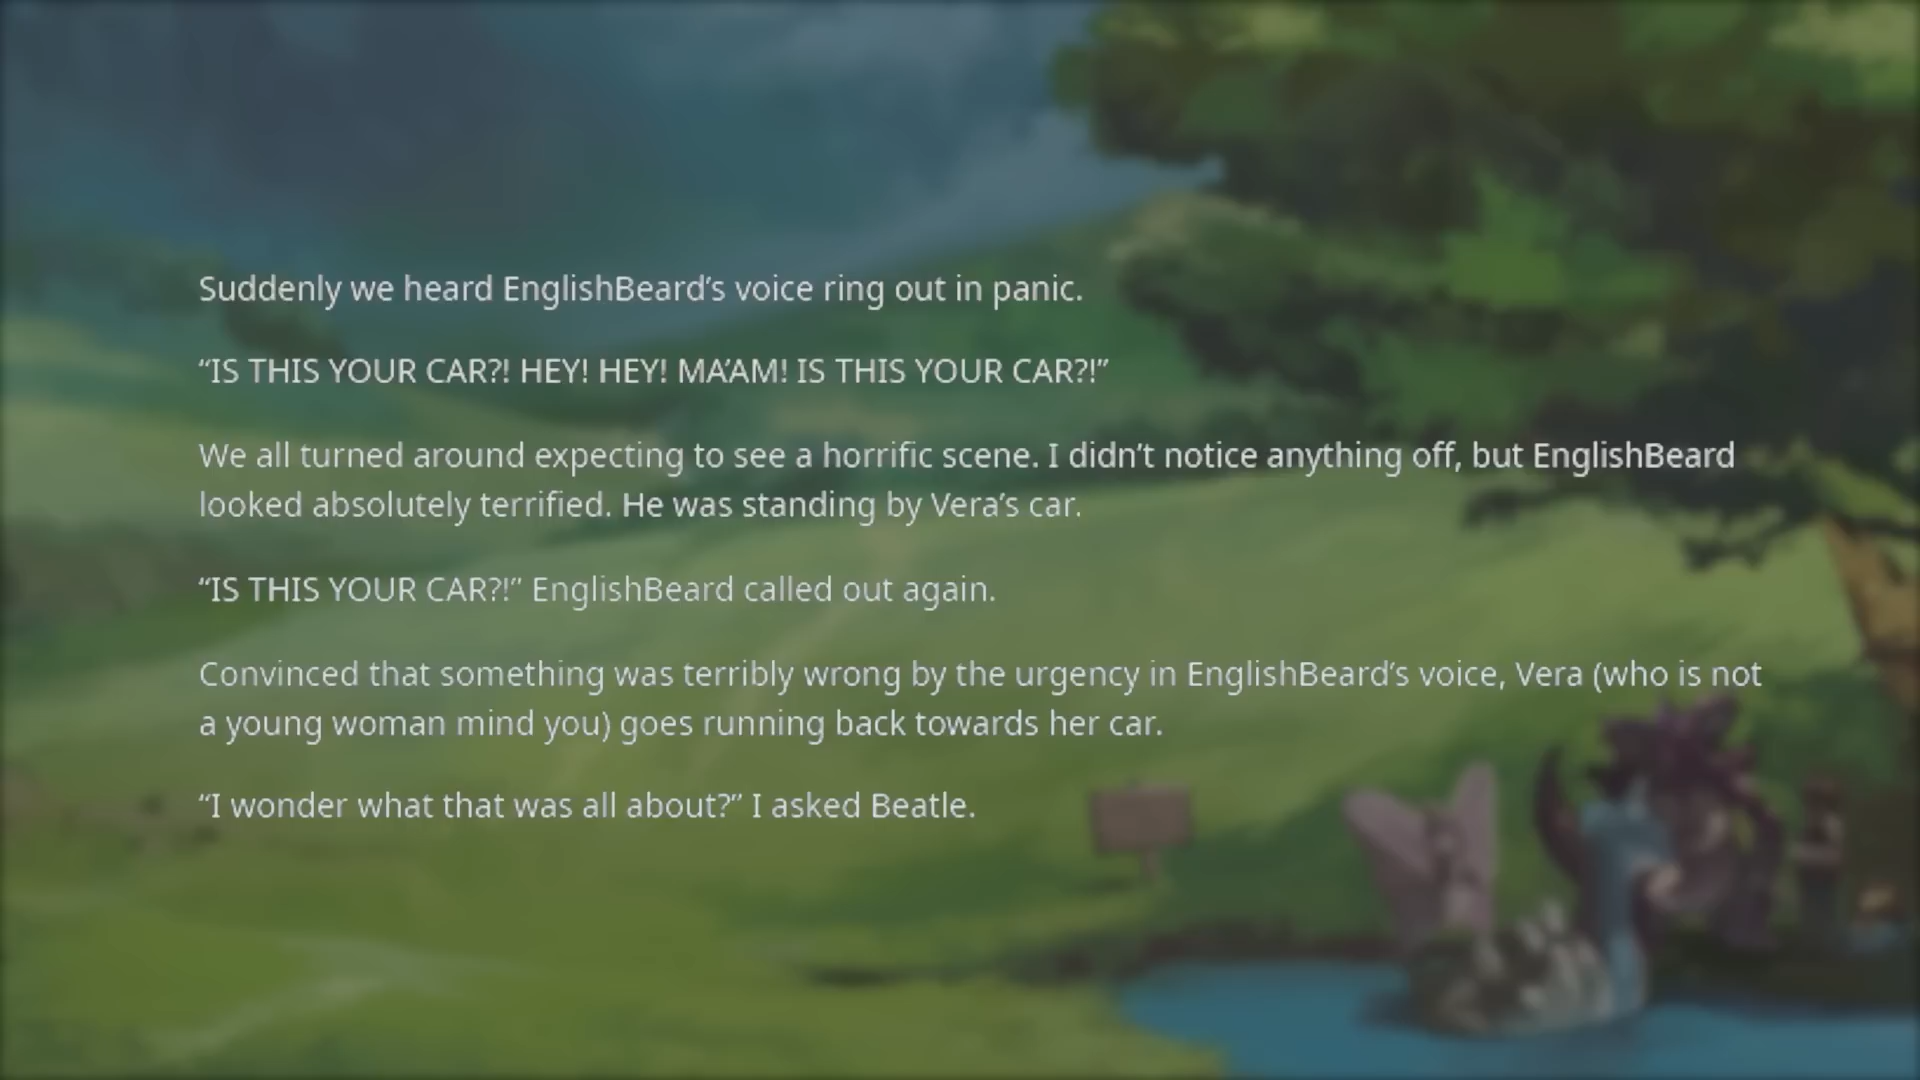 Suddenly we heard EnglishBeard’s voice ring out in panic.
“IS THIS YOUR CAR?! HEY! HEY! MA’AM! IS THIS YOUR CAR?!”
We all turned around expecting to see a horrific scene. I didn’t notice anything off, but EnglishBeard
looked absolutely terrified. He was standing by Vera’s car.
“IS THIS YOUR CAR?!” EnglishBeard called out again.
Convinced that something was terribly wrong by the urgency in EnglishBeard’s voice, Vera (who is not
a young woman mind you) goes running back towards her car.
“I wonder what that was all about?” I asked Beatle.